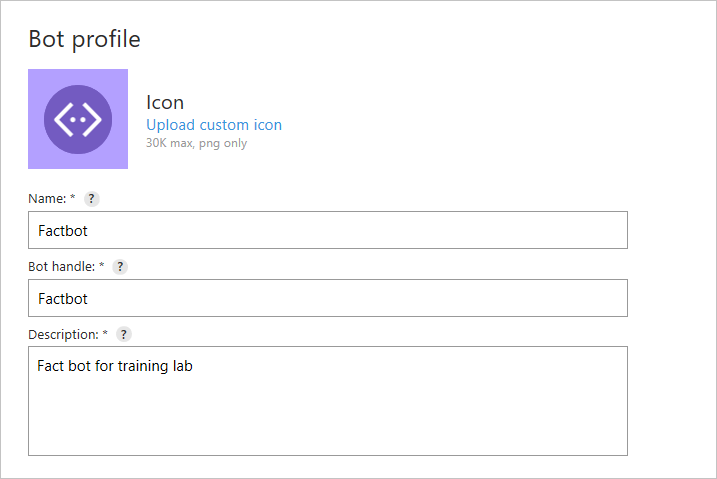 Bot profile
Icon
Upload custom icon
30K max, png only
Name: * ?
Factbot
Bot handle: * ?
Factbot
Description: * ?
Fact bot for training lab